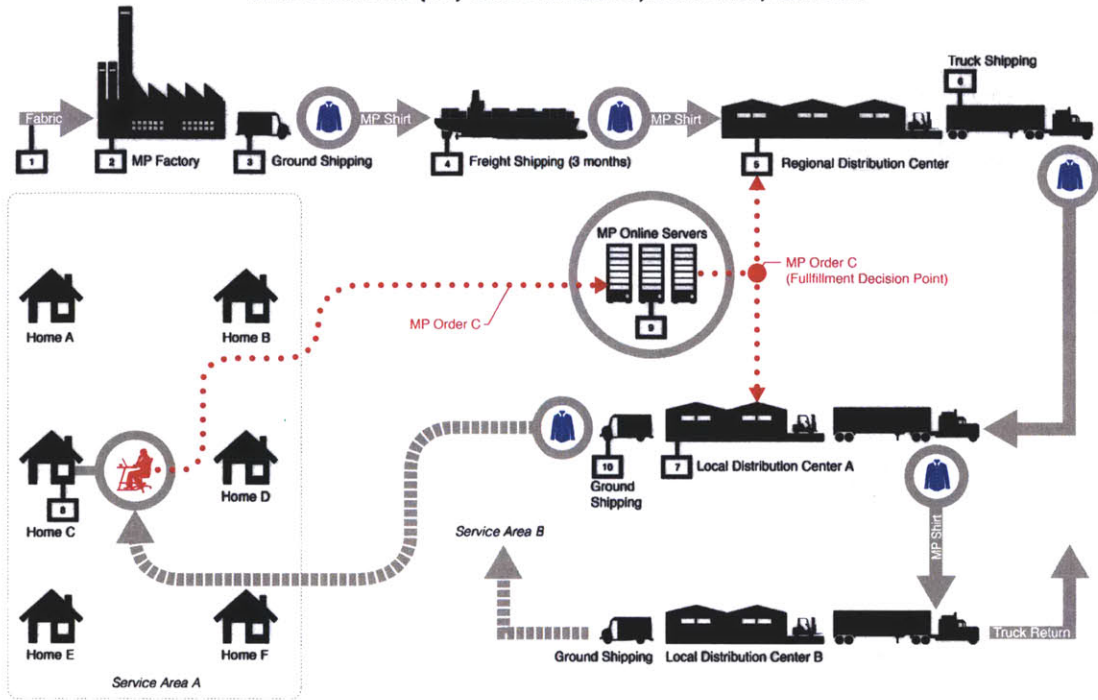 Truck Shipping
6
Fabric
MP Shirt
MP Shirt
1
2
MP Factory
3
Ground Shipping
4
Freight Shipping (3 months)
5
Regional Distribution Center
MP Online Servers
9
MP Order C
(Fullfillment Decision Point)
MP Order C
Home A
Home B
8
Home C
Home D
10
Ground
Shipping
7
Local Distribution Center A
MP Shirt
Service Area B
Truck Return
Ground Shipping
Local Distribution Center B
Home E
Home F
Service Area A